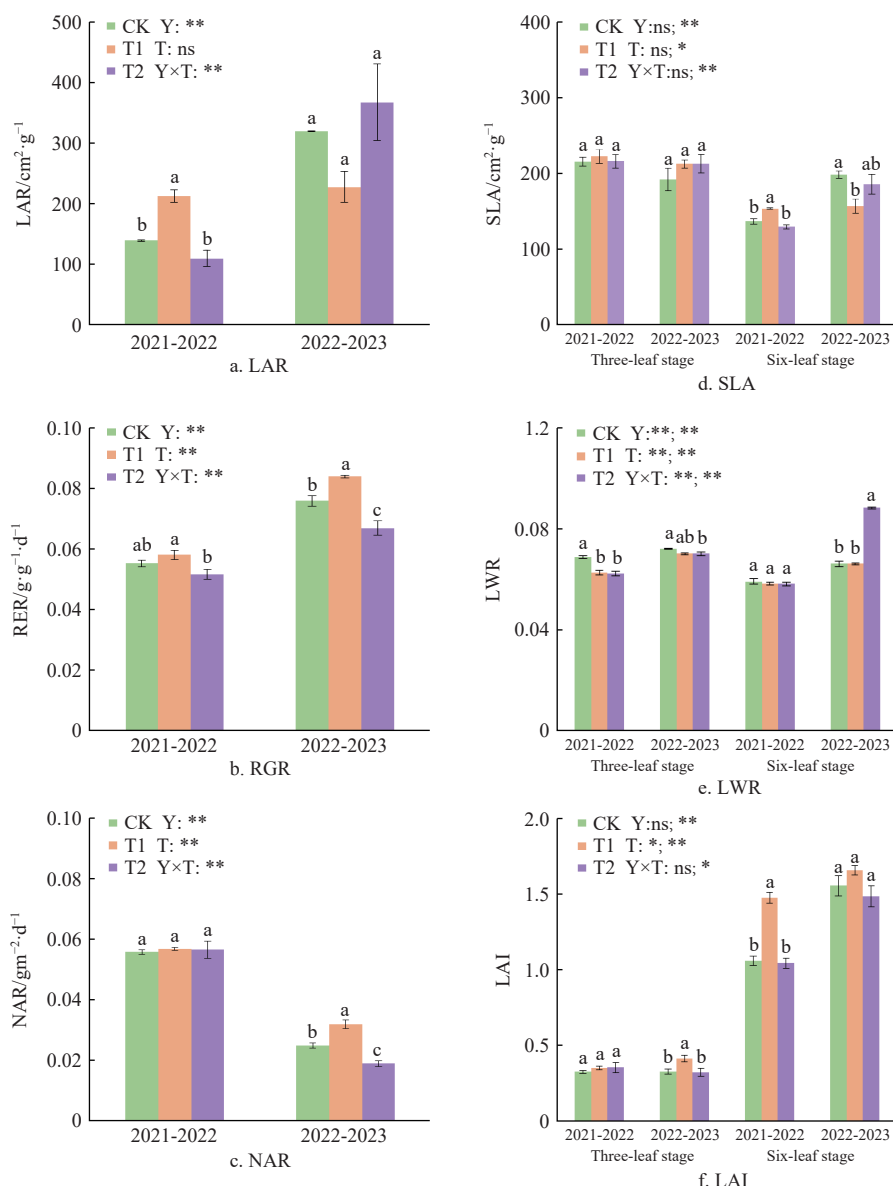 500
400
300
200
100
0
LAR/cm²·g⁻¹
CK Y: **
T1 T: ns
T2 Y×T: **
b
a
b
a
a
a
2021-2022
2022-2023
a. LAR
400
300
200
100
0
SLA/cm²·g⁻¹
CK Y:ns; **
T1 T: ns; *
T2 Y×T:ns; **
a a a
a a a
b a b
a b ab
2021-2022 2022-2023 2021-2022 2022-2023
Three-leaf stage Six-leaf stage
d. SLA
0.10
0.08
0.06
0.04
0.02
0
RER/g·g⁻¹·d⁻¹
CK Y: **
T1 T: **
T2 Y×T: **
ab a b
b a c
2021-2022
2022-2023
b. RGR
1.2
0.08
0.04
0
LWR
CK Y:**; **
T1 T: **; **
T2 Y×T: **; **
a b b
a ab b
a a a
b b a
2021-2022 2022-2023 2021-2022 2022-2023
Three-leaf stage Six-leaf stage
e. LWR
0.10
0.08
0.06
0.04
0.02
0
NAR/gm⁻²·d⁻¹
CK Y: **
T1 T: **
T2 Y×T: **
a a a
b a c
2021-2022
2022-2023
c. NAR
2.0
1.5
1.0
0.5
0
LAI
CK Y:ns; **
T1 T: *; **
T2 Y×T: ns; *
a a a
b a b
b a b
a a a
2021-2022 2022-2023 2021-2022 2022-2023
Three-leaf stage Six-leaf stage
f. LAI